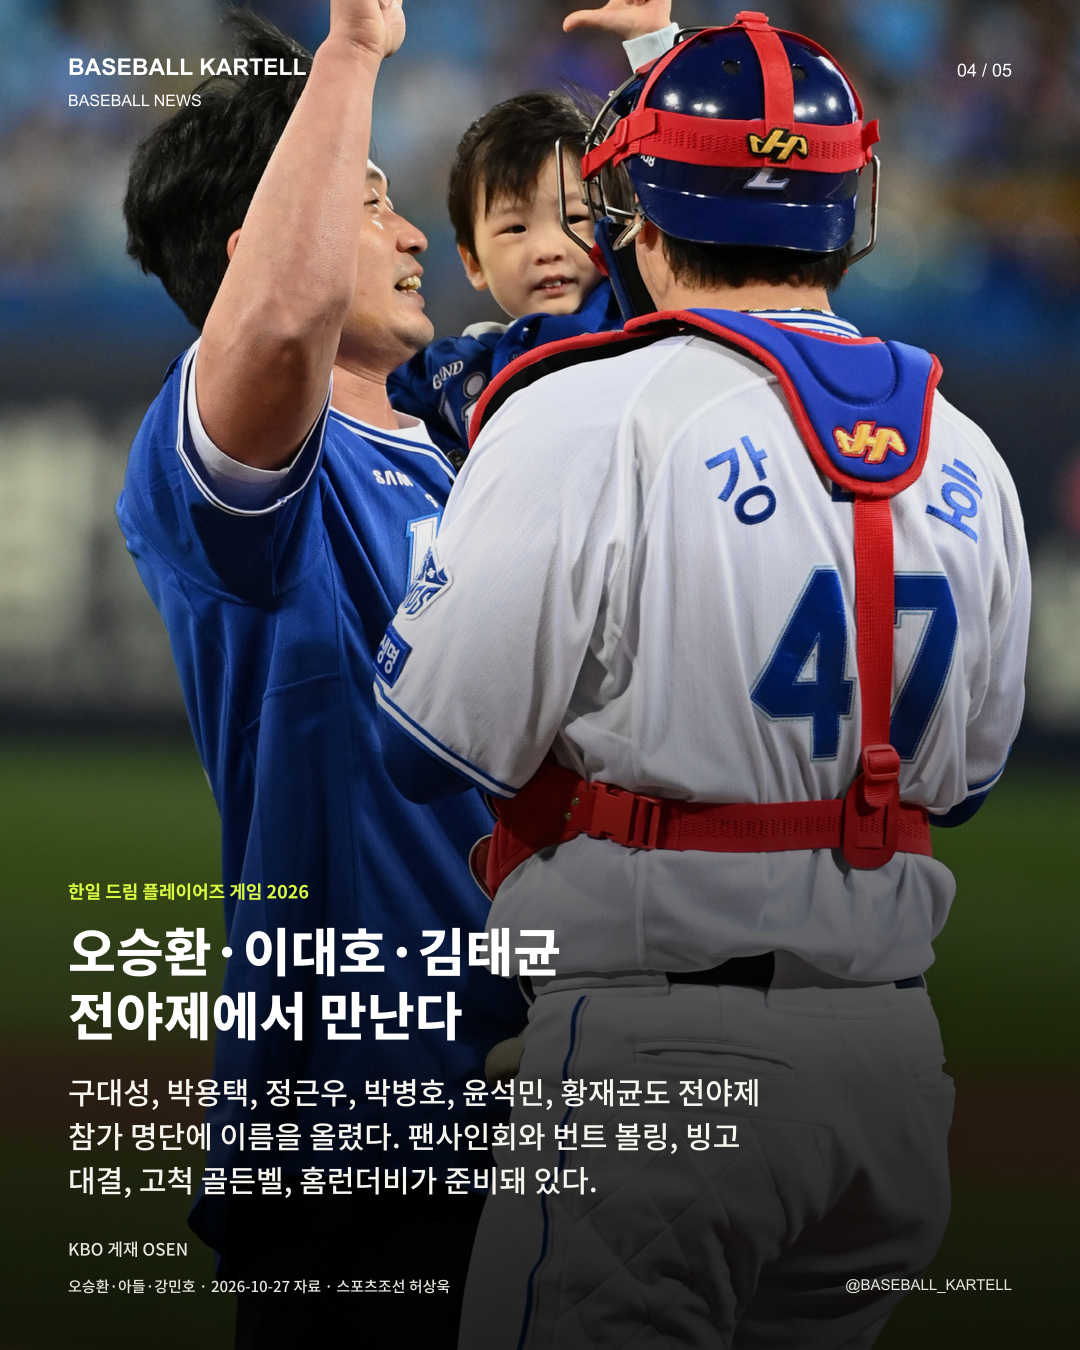 BASEBALL KARTELL
BASEBALL NEWS
04 / 05
GND
SAM
강
호
47
생명
한일 드림 플레이어즈 게임 2026
오승환·이대호·김태균
전야제에서 만난다
구대성, 박용택, 정근우, 박병호, 윤석민, 황재균도 전야제
참가 명단에 이름을 올렸다. 팬사인회와 번트 볼링, 빙고
대결, 고척 골든벨, 홈런더비가 준비돼 있다.
KBO 게재 OSEN
오승환·아들·강민호 · 2026-10-27 자료 · 스포츠조선 허상욱
@BASEBALL_KARTELL